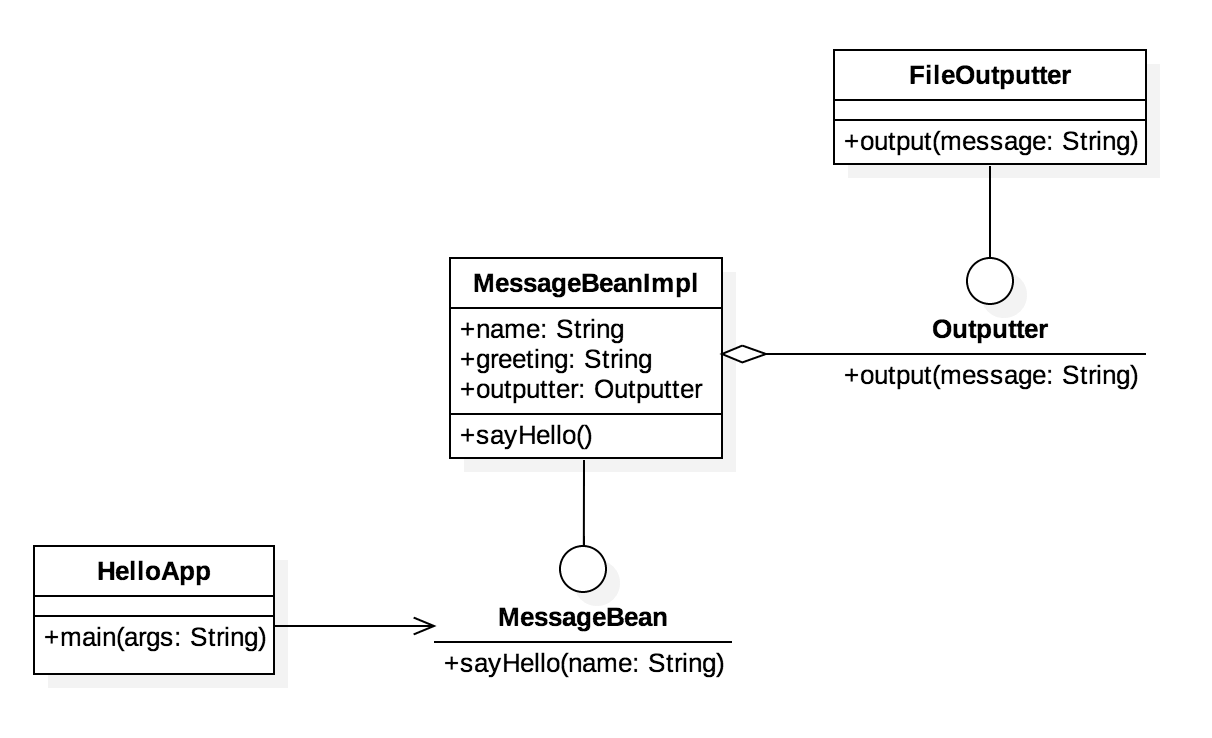 FileOutputter
+output(message: String)
MessageBeanImpl
+name: String
+greeting: String
+outputter: Outputter
+sayHello()
Outputter
+output(message: String)
HelloApp
+main(args: String)
MessageBean
+sayHello(name: String)